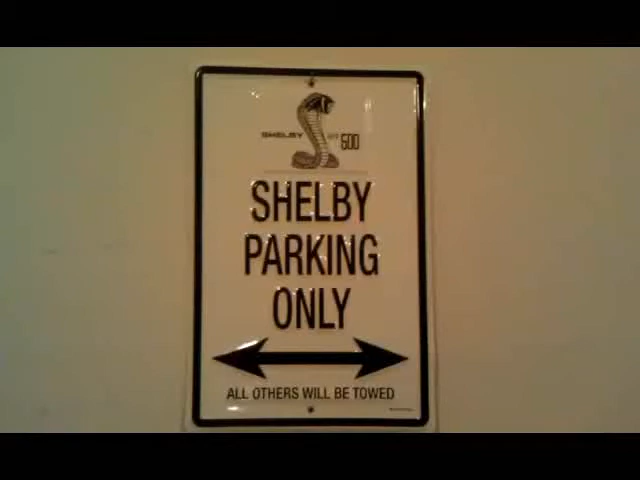 SHELBY GT 500
SHELBY
PARKING
ONLY
ALL OTHERS WILL BE TOWED